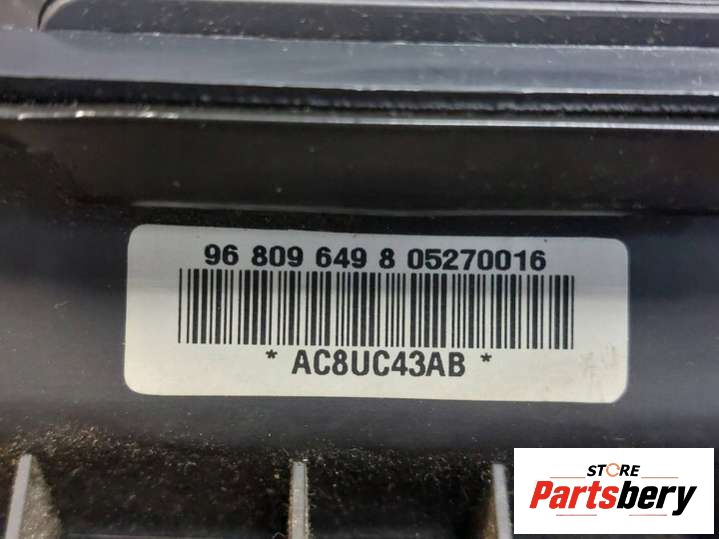 96 809 649 8 05270016
* AC8UC43AB *
STORE
Partsbery